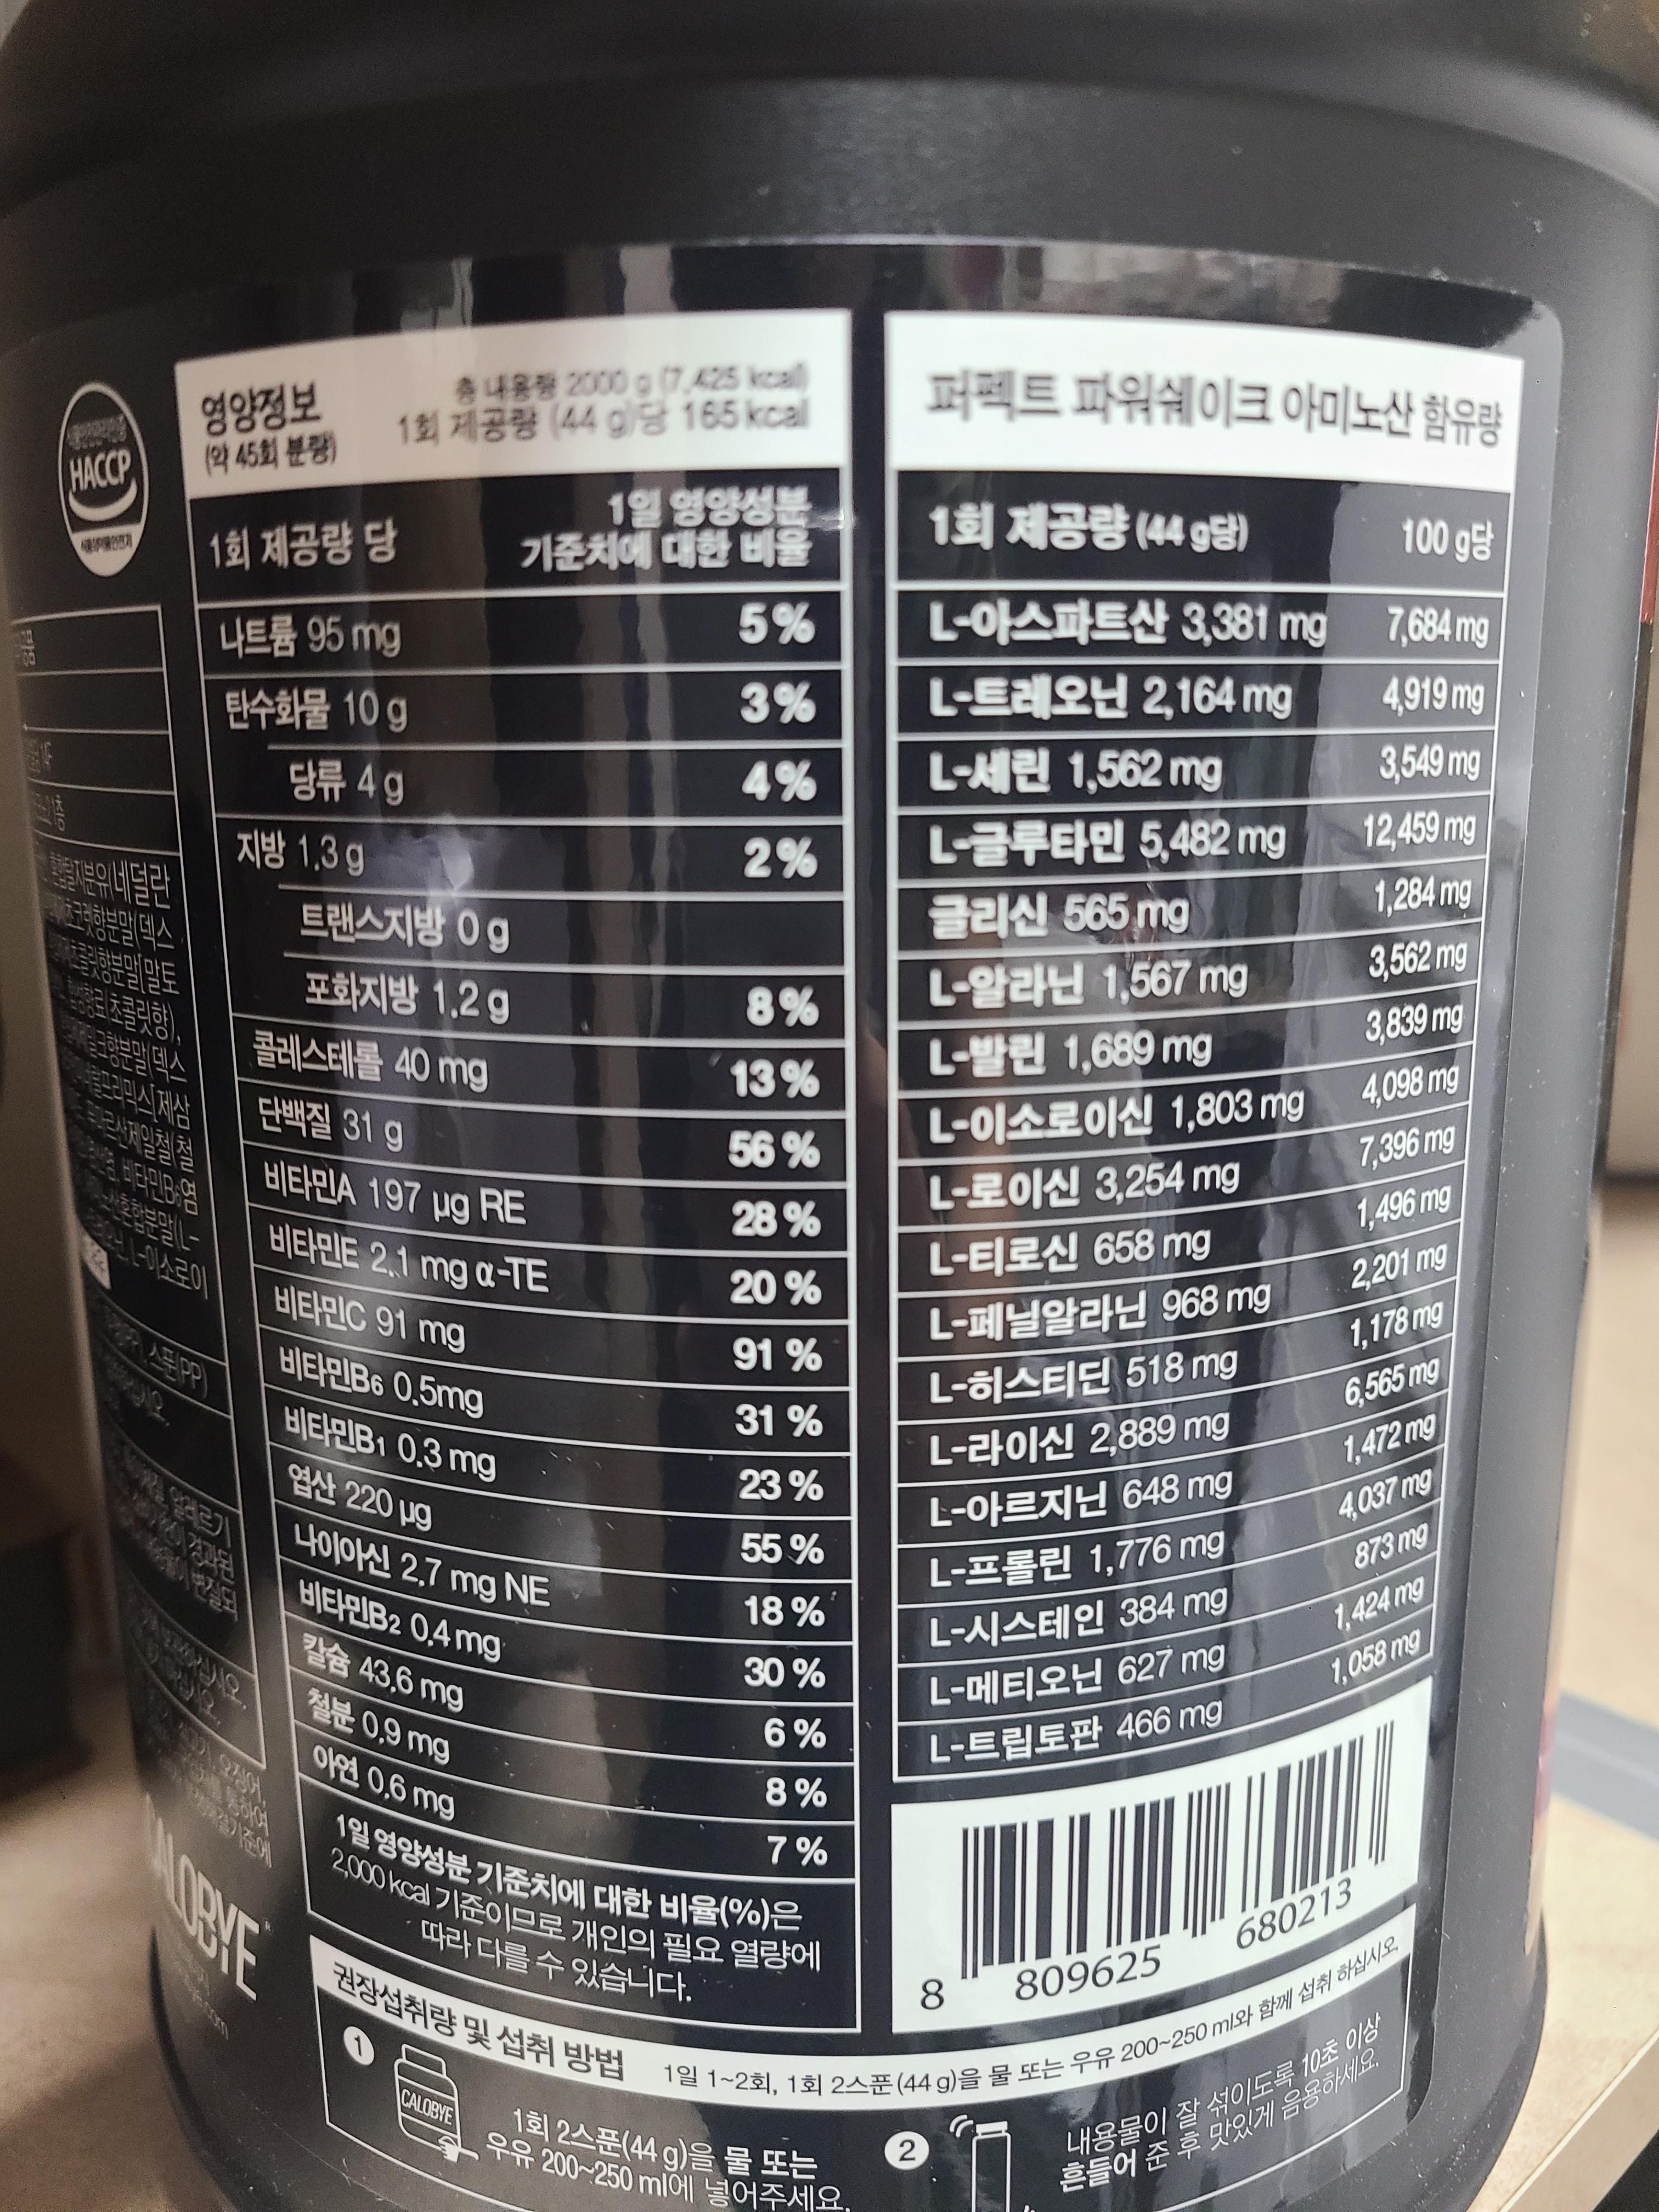 HACCP
영양정보
(약 45회 분량)
총 내용량 2000 g (7,425 kcal)
1회 제공량 (44 g)당 165 kcal
1회 제공량 당
1일 영양성분
기준치에 대한 비율
나트륨 95 mg 5 %
탄수화물 10 g 3 %
당류 4 g 4 %
지방 1.3 g 2 %
트랜스지방 0 g
포화지방 1.2 g 8 %
콜레스테롤 40 mg 13 %
단백질 31 g 56 %
비타민A 197 μg RE 28 %
비타민E 2.1 mg α-TE 20 %
비타민C 91 mg 91 %
비타민B6 0.5mg 31 %
비타민B1 0.3 mg 23 %
엽산 220 μg 55 %
나이아신 2.7 mg NE 18 %
비타민B2 0.4 mg 30 %
칼슘 43.6 mg 6 %
철분 0.9 mg 8 %
아연 0.6 mg 7 %
1일 영양성분 기준치에 대한 비율(%)은
2,000 kcal 기준이므로 개인의 필요 열량에
따라 다를 수 있습니다.
퍼펙트 파워쉐이크 아미노산 함유량
1회 제공량 (44 g당) 100 g당
L-아스파트산 3,381 mg 7,684 mg
L-트레오닌 2,164 mg 4,919 mg
L-세린 1,562 mg 3,549 mg
L-글루타민 5,482 mg 12,459 mg
글리신 565 mg 1,284 mg
L-알라닌 1,567 mg 3,562 mg
L-발린 1,689 mg 3,839 mg
L-이소로이신 1,803 mg 4,098 mg
L-로이신 3,254 mg 7,396 mg
L-티로신 658 mg 1,496 mg
L-페닐알라닌 968 mg 2,201 mg
L-히스티딘 518 mg 1,178 mg
L-라이신 2,889 mg 6,565 mg
L-아르지닌 648 mg 1,472 mg
L-프롤린 1,776 mg 4,037 mg
L-시스테인 384 mg 873 mg
L-메티오닌 627 mg 1,424 mg
L-트립토판 466 mg 1,058 mg
8 809625 680213
권장섭취량 및 섭취 방법 1일 1~2회, 1회 2스푼(44 g)을 물 또는 우유 200~250 ml와 함께 섭취 하십시오.
1
CALOBYE
1회 2스푼(44 g)을 물 또는
우유 200~250 ml에 넣어주세요.
2
내용물이 잘 섞이도록 10초 이상
흔들어 준 후 맛있게 음용하세요.